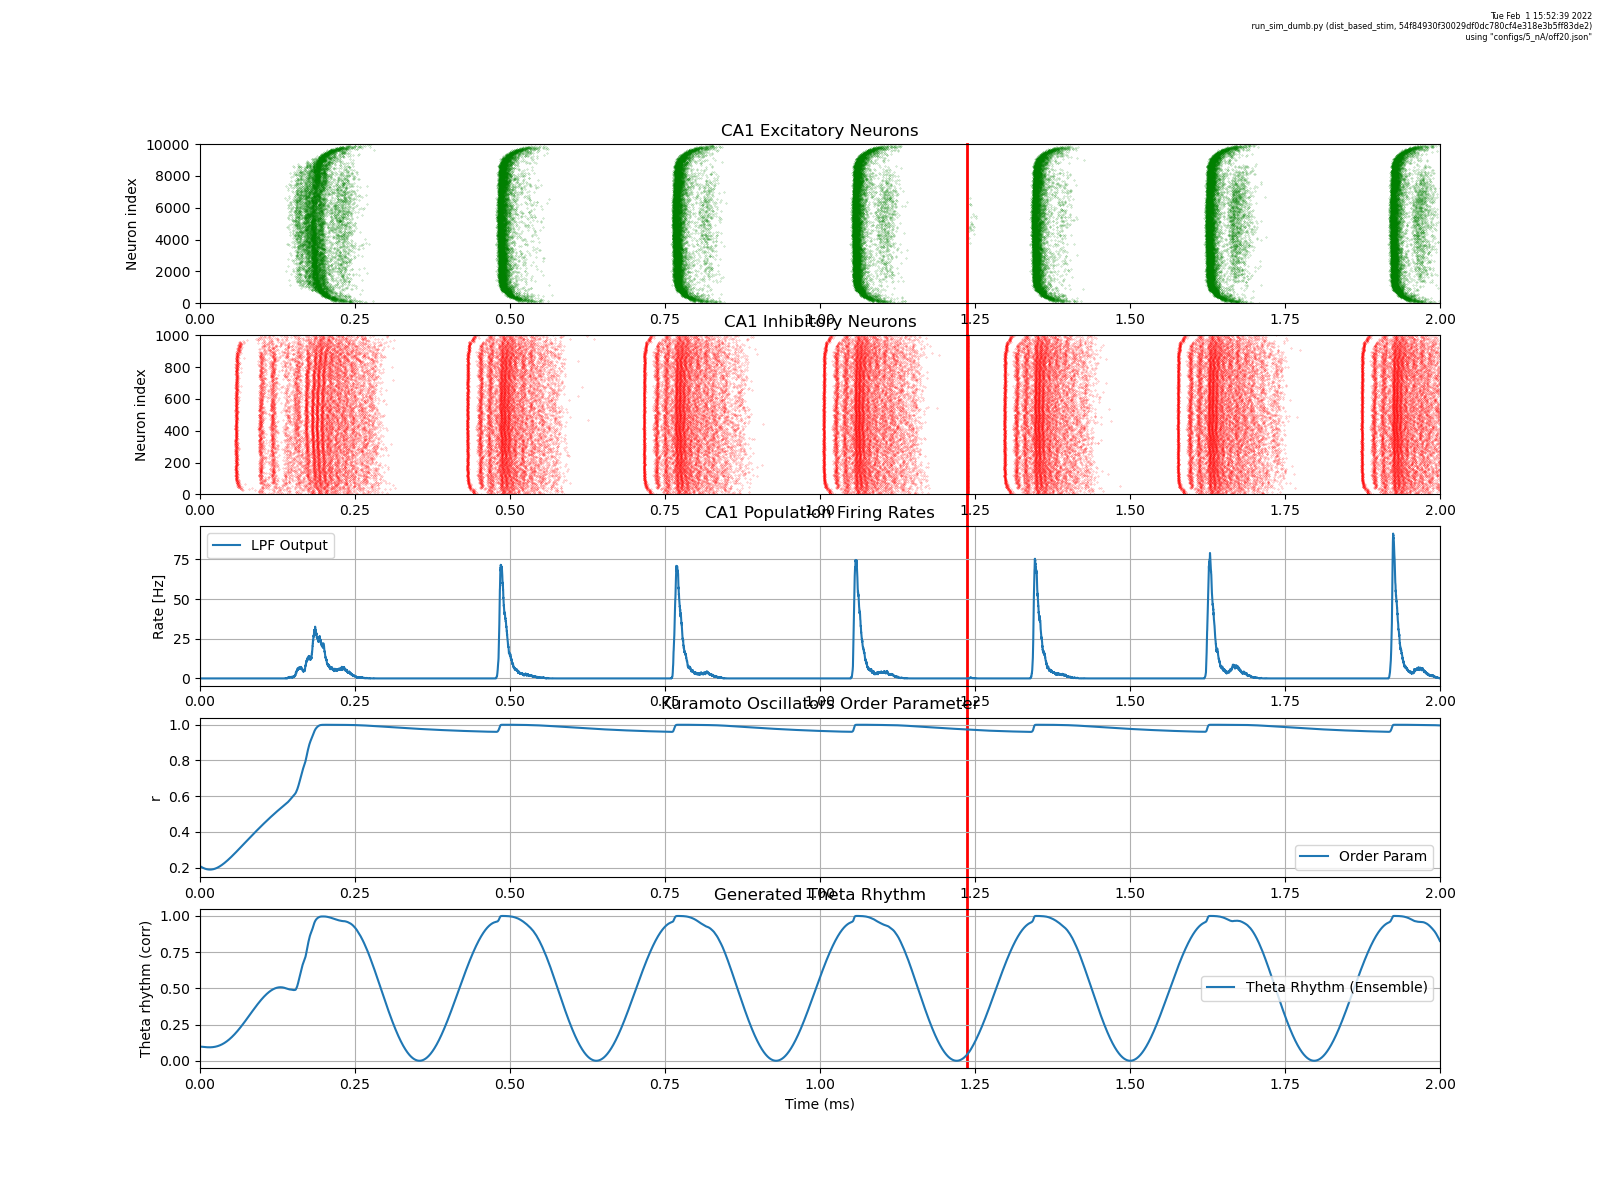 Tue Feb  1 15:52:39 2022
run_sim_dumb.py (dist_based_stim, 54f84930f30029df0dc780cf4e318e3b5ff83de2)
using "configs/5_nA/off20.json"
CA1 Excitatory Neurons
Neuron index
10000
8000
6000
4000
2000
0
0.00 0.25 0.50 0.75 1.00 1.25 1.50 1.75 2.00
CA1 Inhibitory Neurons
Neuron index
1000
800
600
400
200
0
0.00 0.25 0.50 0.75 1.00 1.25 1.50 1.75 2.00
CA1 Population Firing Rates
LPF Output
Rate [Hz]
75
50
25
0
0.00 0.25 0.50 0.75 1.00 1.25 1.50 1.75 2.00
Kuramoto Oscillators Order Parameter
r
1.0
0.8
0.6
0.4
0.2
Order Param
0.00 0.25 0.50 0.75 1.00 1.25 1.50 1.75 2.00
Generated Theta Rhythm
Theta rhythm (corr)
1.00
0.75
0.50
0.25
0.00
Theta Rhythm (Ensemble)
0.00 0.25 0.50 0.75 1.00 1.25 1.50 1.75 2.00
Time (ms)